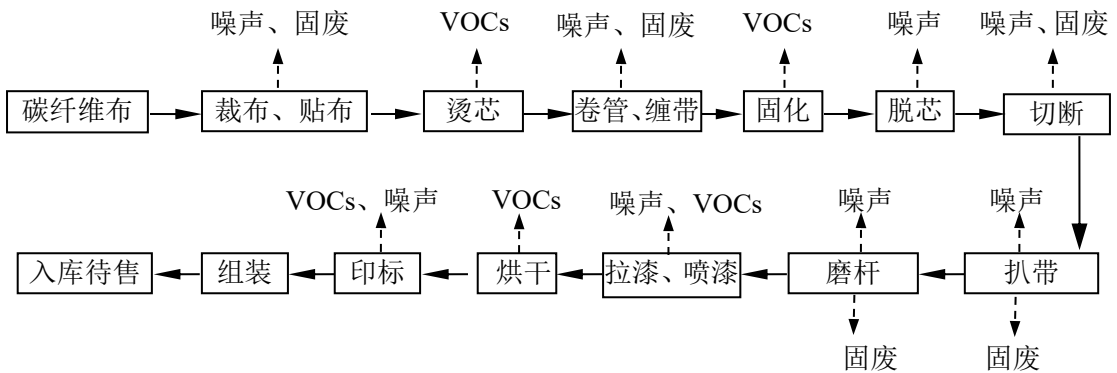 噪声、固废 VOCs 噪声、固废 VOCs 噪声 噪声、固废
碳纤维布 裁布、贴布 烫芯 卷管、缠带 固化 脱芯 切断
VOCs、噪声 VOCs 噪声、VOCs 噪声 噪声
入库待售 组装 印标 烘干 拉漆、喷漆 磨杆 扒带
固废 固废